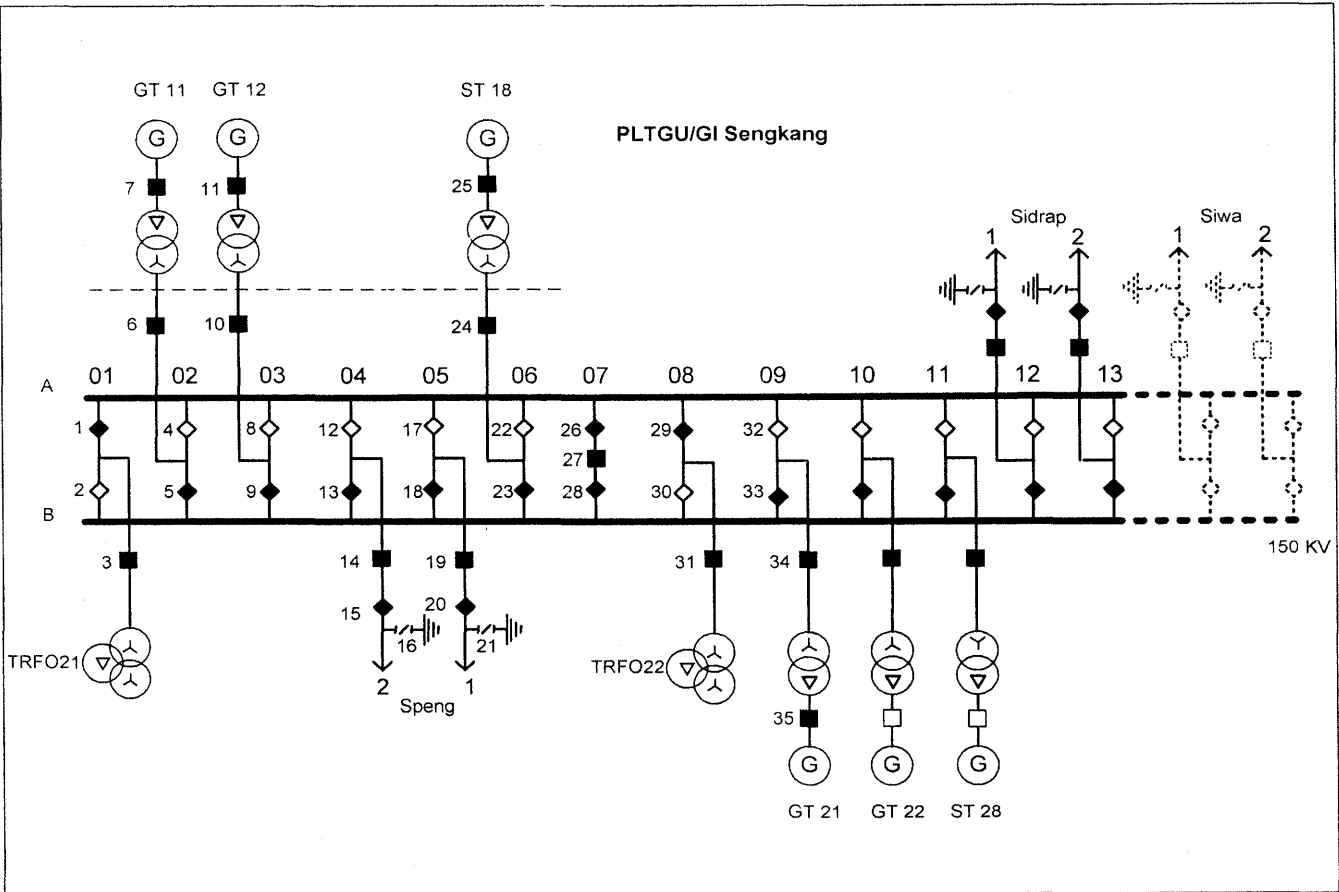 GT 11 GT 12 ST 18
G G G
PLTGU/GI Sengkang
7 11 25
Sidrap Siwa
1 2 1 2
6 10 24
A 01 02 03 04 05 06 07 08 09 10 11 12 13
1 4 8 12 17 22 26 29 32
27
2 5 9 13 18 23 28 30 33
B
150 KV
3 14 19 31 34
15 20
16 21
TRFO21 TRFO22
2 1
Speng
35
G G G
GT 21 GT 22 ST 28